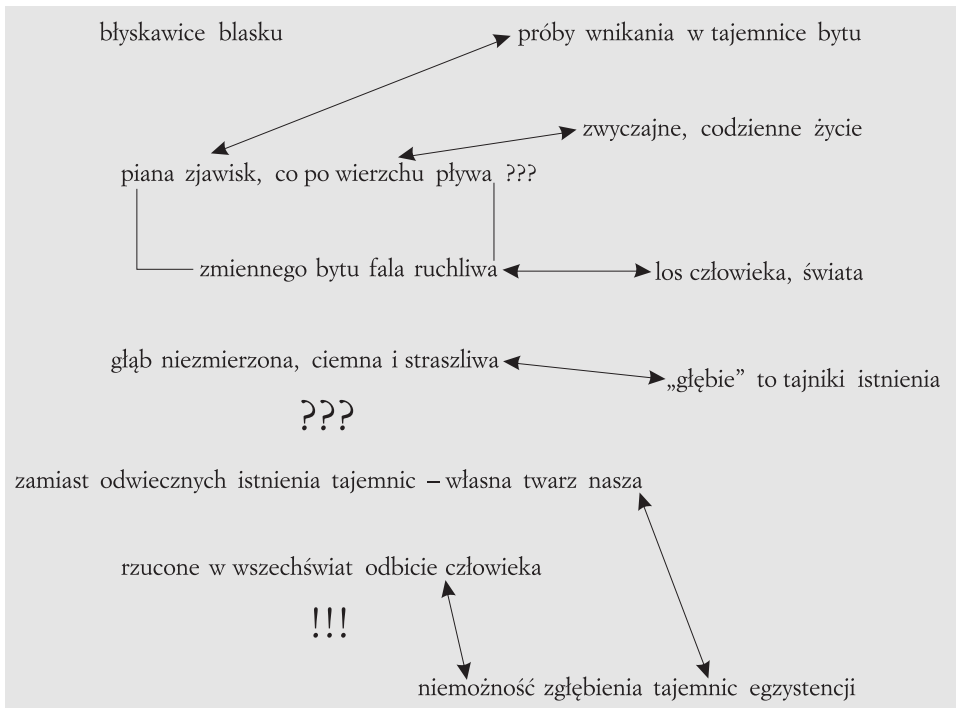 błyskawice blasku
próby wnikania w tajemnice bytu
zwyczajne, codzienne życie
piana zjawisk, co po wierzchu pływa ???
zmiennego bytu fala ruchliwa
los człowieka, świata
głąb niezmierzona, ciemna i straszliwa
„głębie” to tajniki istnienia
???
zamiast odwiecznych istnienia tajemnic – własna twarz nasza
rzucone w wszechświat odbicie człowieka
!!!
niemożność zgłębienia tajemnic egzystencji